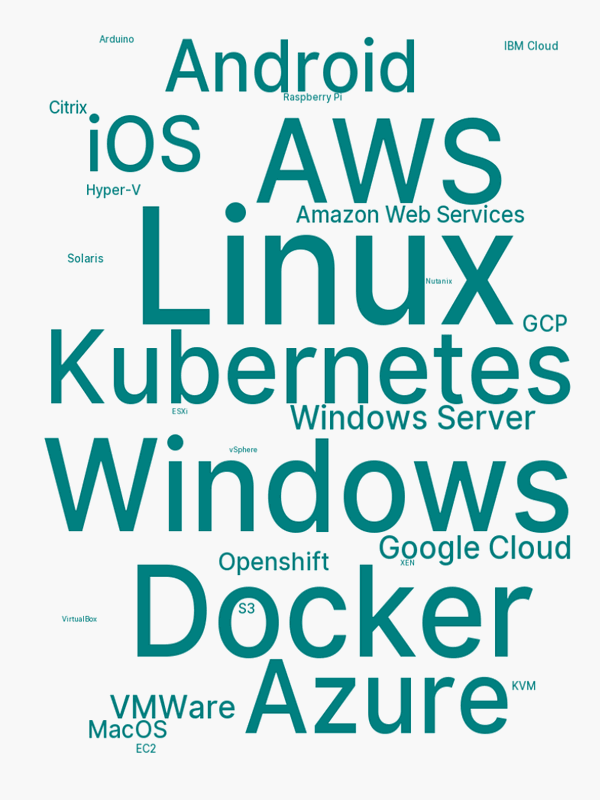 Arduino
Android
IBM Cloud
Raspberry Pi
Citrix
iOS
AWS
Hyper-V
Amazon Web Services
Linux
Solaris
Nutanix
GCP
Kubernetes
ESXi
Windows Server
Windows
vSphere
Google Cloud
Openshift
XEN
Docker
S3
VirtualBox
Azure
KVM
VMWare
MacOS
EC2